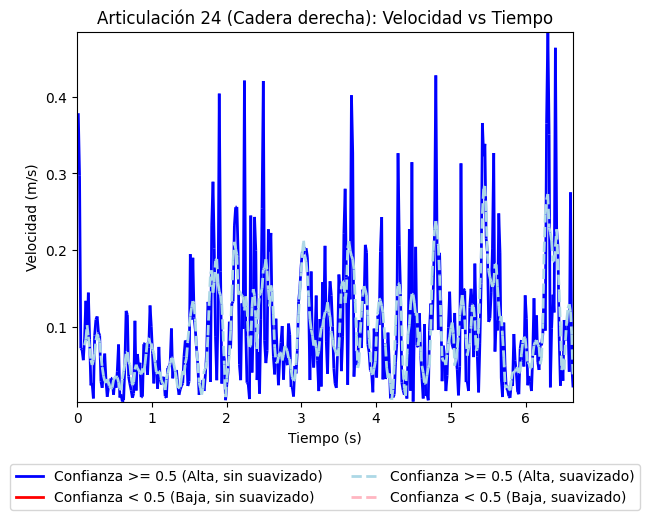 Articulación 24 (Cadera derecha): Velocidad vs Tiempo
Velocidad (m/s)
0.4
0.3
0.2
0.1
0 1 2 3 4 5 6
Tiempo (s)
Confianza >= 0.5 (Alta, sin suavizado)
Confianza < 0.5 (Baja, sin suavizado)
Confianza >= 0.5 (Alta, suavizado)
Confianza < 0.5 (Baja, suavizado)